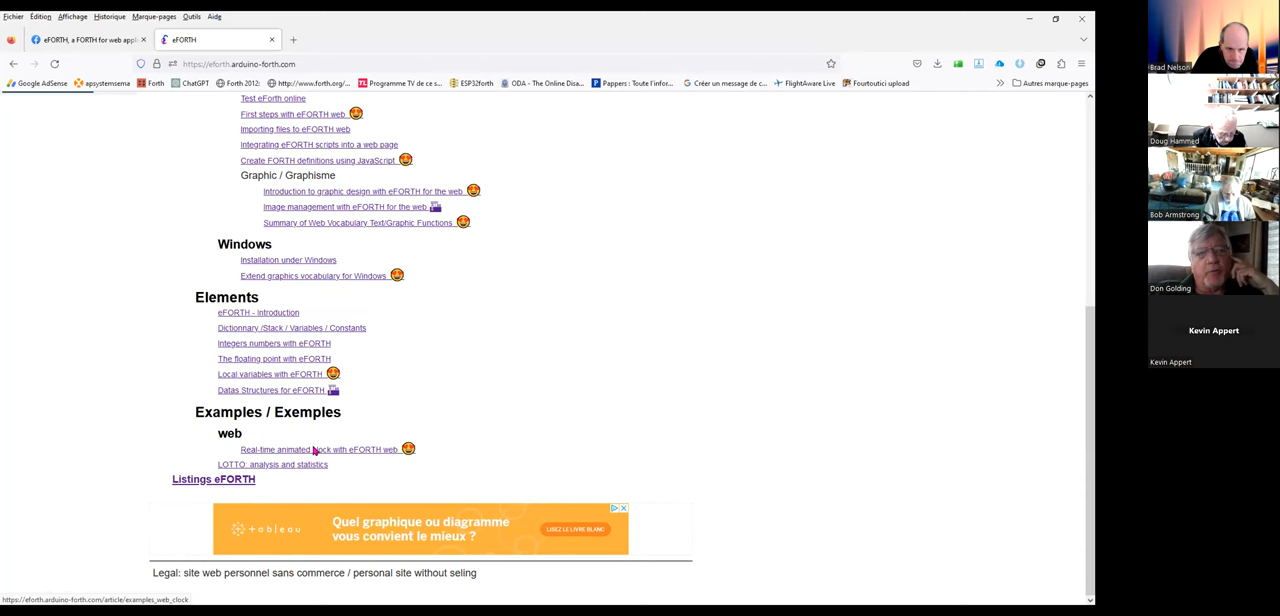 Fichier Édition Affichage Historique Marque-pages Outils Aide
eFORTH, a FORTH for web appl
eFORTH
https://eforth.arduino-forth.com
Google AdSense
appsystemsema
Forth
ChatGPT
Forth 2012:
http://www.forth.org/
Programme TV de ce s...
ESP32forth
ODA - The Online Disa...
Pappers : Toute l'infor...
Créer un message de c...
FlightAware Live
Fourtoutici upload
Autres marque-pages
Test eForth online
First steps with eFORTH web
Importing files to eFORTH web
Integrating eFORTH scripts into a web page
Create FORTH definitions using JavaScript
Graphic / Graphisme
Introduction to graphic design with eFORTH for the web
Image management with eFORTH for the web
Summary of Web Vocabulary Text/Graphic Functions
Windows
Installation under Windows
Extend graphics vocabulary for Windows
Elements
eFORTH - Introduction
Dictionary /Stack / Variables / Constants
Integers numbers with eFORTH
The floating point with eFORTH
Local variables with eFORTH
Datas Structures for eFORTH
Examples / Exemples
web
Real-time animated clock with eFORTH web
LOTTO: analysis and statistics
Listings eFORTH
+ableau
Quel graphique ou diagramme
vous convient le mieux ?
LISEZ LE LIVRE BLANC
Legal: site web personnel sans commerce / personal site without seling
https://eforth.arduino-forth.com/article/examples_web_clock
Brad Nelson
Doug Hammed
Bob Armstrong
Don Golding
Kevin Appert
Kevin Appert